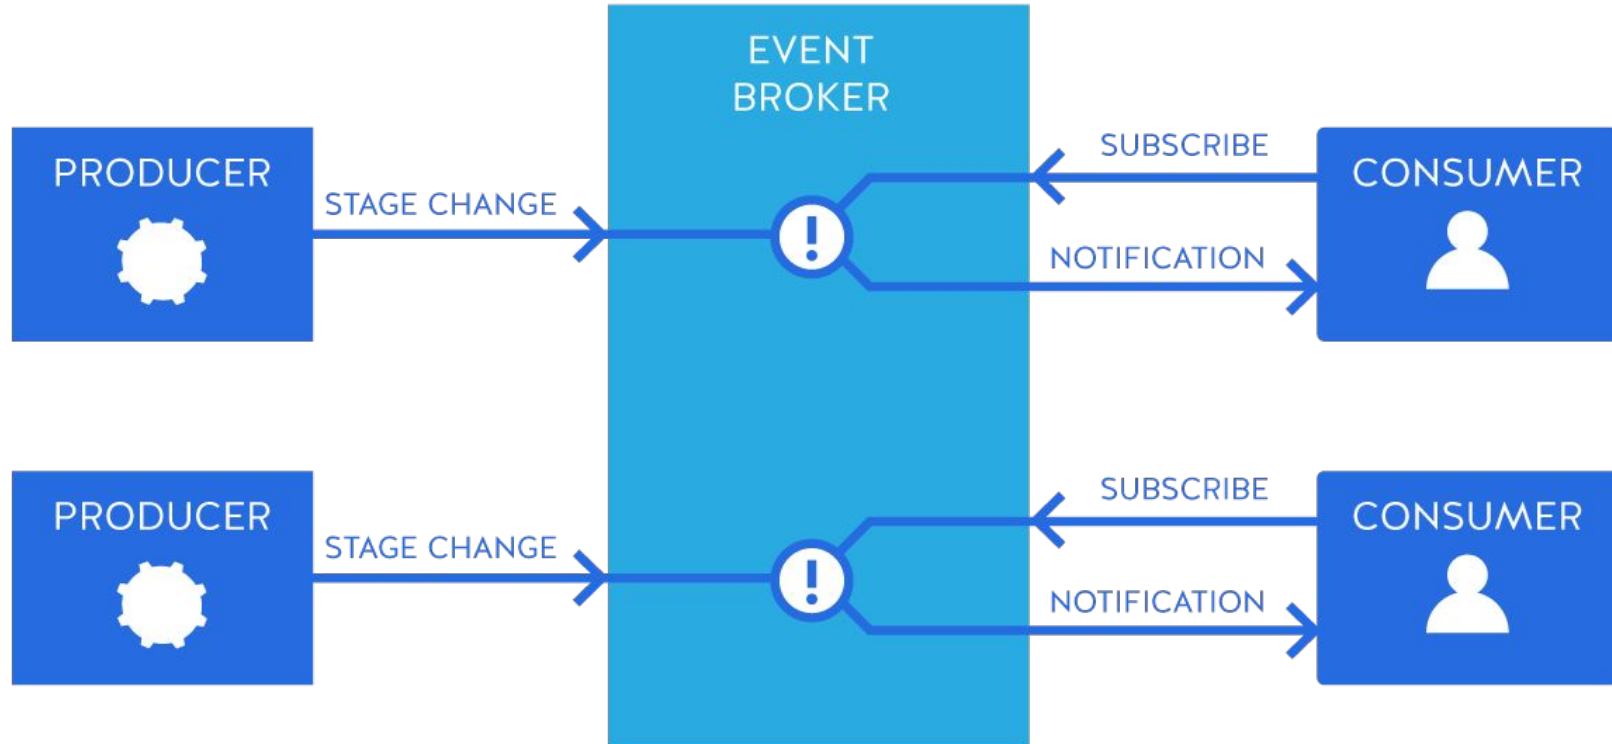 EVENT
BROKER
PRODUCER
STAGE CHANGE
SUBSCRIBE
NOTIFICATION
CONSUMER
PRODUCER
STAGE CHANGE
SUBSCRIBE
NOTIFICATION
CONSUMER